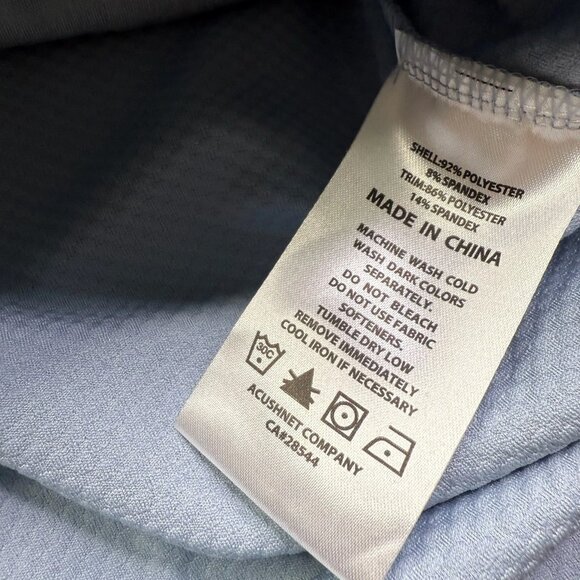 SHELL:92% POLYESTER
8% SPANDEX
TRIM:86% POLYESTER
14% SPANDEX
MADE IN CHINA
MACHINE WASH COLD
WASH DARK COLORS
SEPARATELY.
DO NOT BLEACH
DO NOT USE FABRIC
SOFTENERS.
TUMBLE DRY LOW
REMOVE IMMEDIATELY
COOL IRON IF NECESSARY
30C
ACUSHNET COMPANY
CA#28544